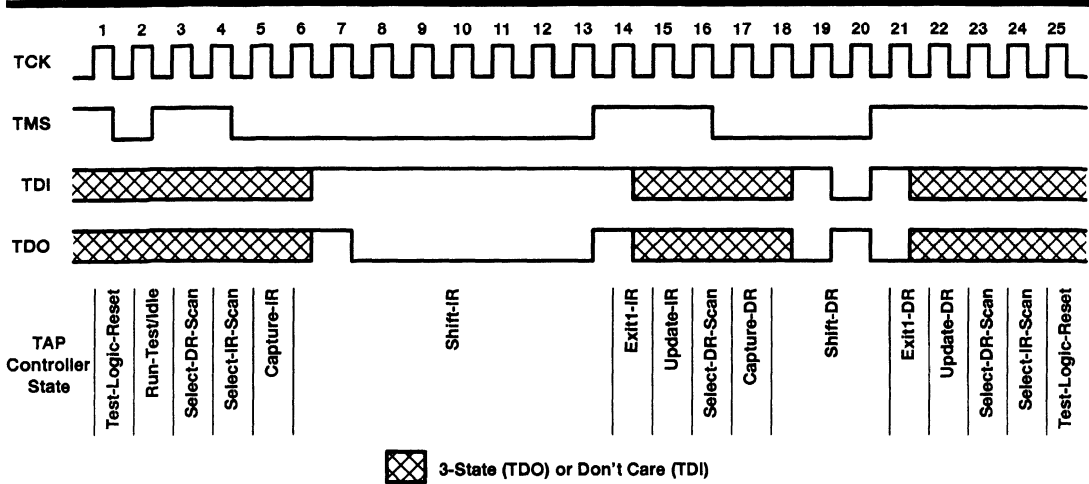 1 2 3 4 5 6 7 8 9 10 11 12 13 14 15 16 17 18 19 20 21 22 23 24 25
TCK
TMS
TDI
TDO
TAP
Controller
State
Test-Logic-Reset
Run-Test/Idle
Select-DR-Scan
Select-IR-Scan
Capture-IR
Shift-IR
Exit1-IR
Update-IR
Select-DR-Scan
Capture-DR
Shift-DR
Exit1-DR
Update-DR
Select-DR-Scan
Select-IR-Scan
Test-Logic-Reset
3-State (TDO) or Don't Care (TDI)